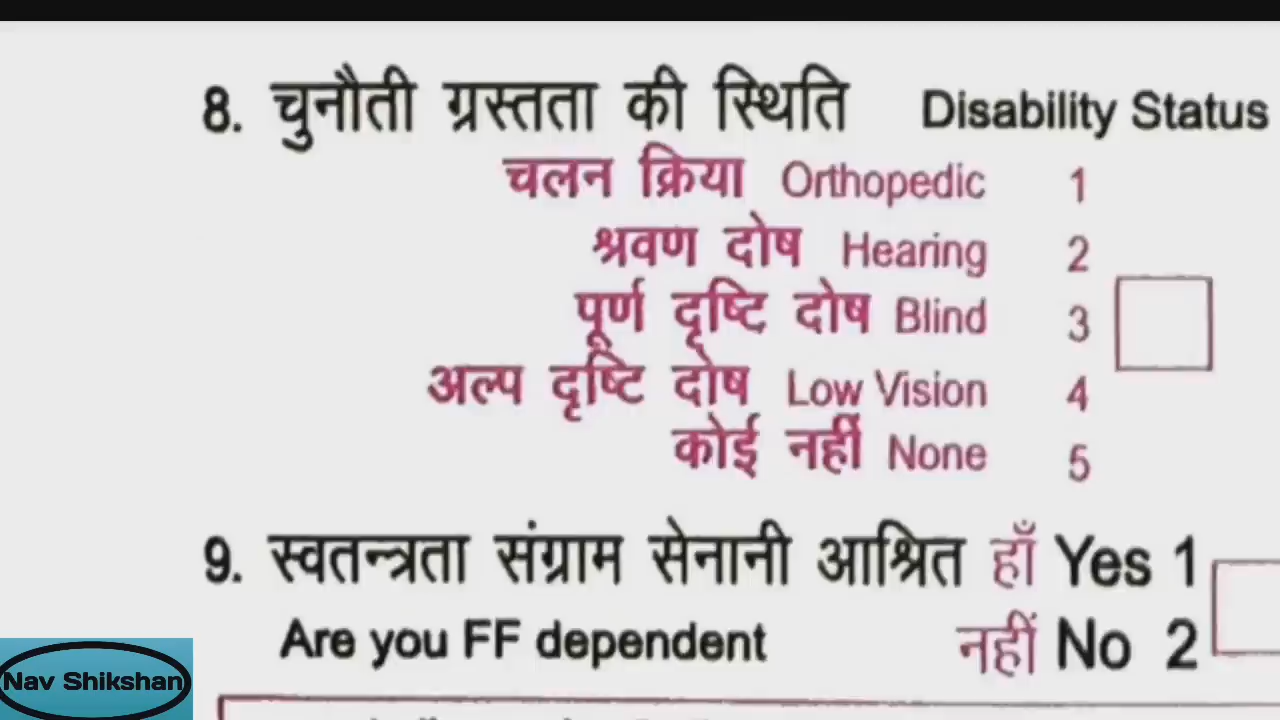 8. चुनौती ग्रस्तता की स्थिति Disability Status
चलन क्रिया Orthopedic 1
श्रवण दोष Hearing 2
पूर्ण दृष्टि दोष Blind 3
अल्प दृष्टि दोष Low Vision 4
कोई नहीं None 5
9. स्वतन्त्रता संग्राम सेनानी आश्रित हाँ Yes 1
Are you FF dependent नहीं No 2
Nav Shikshan